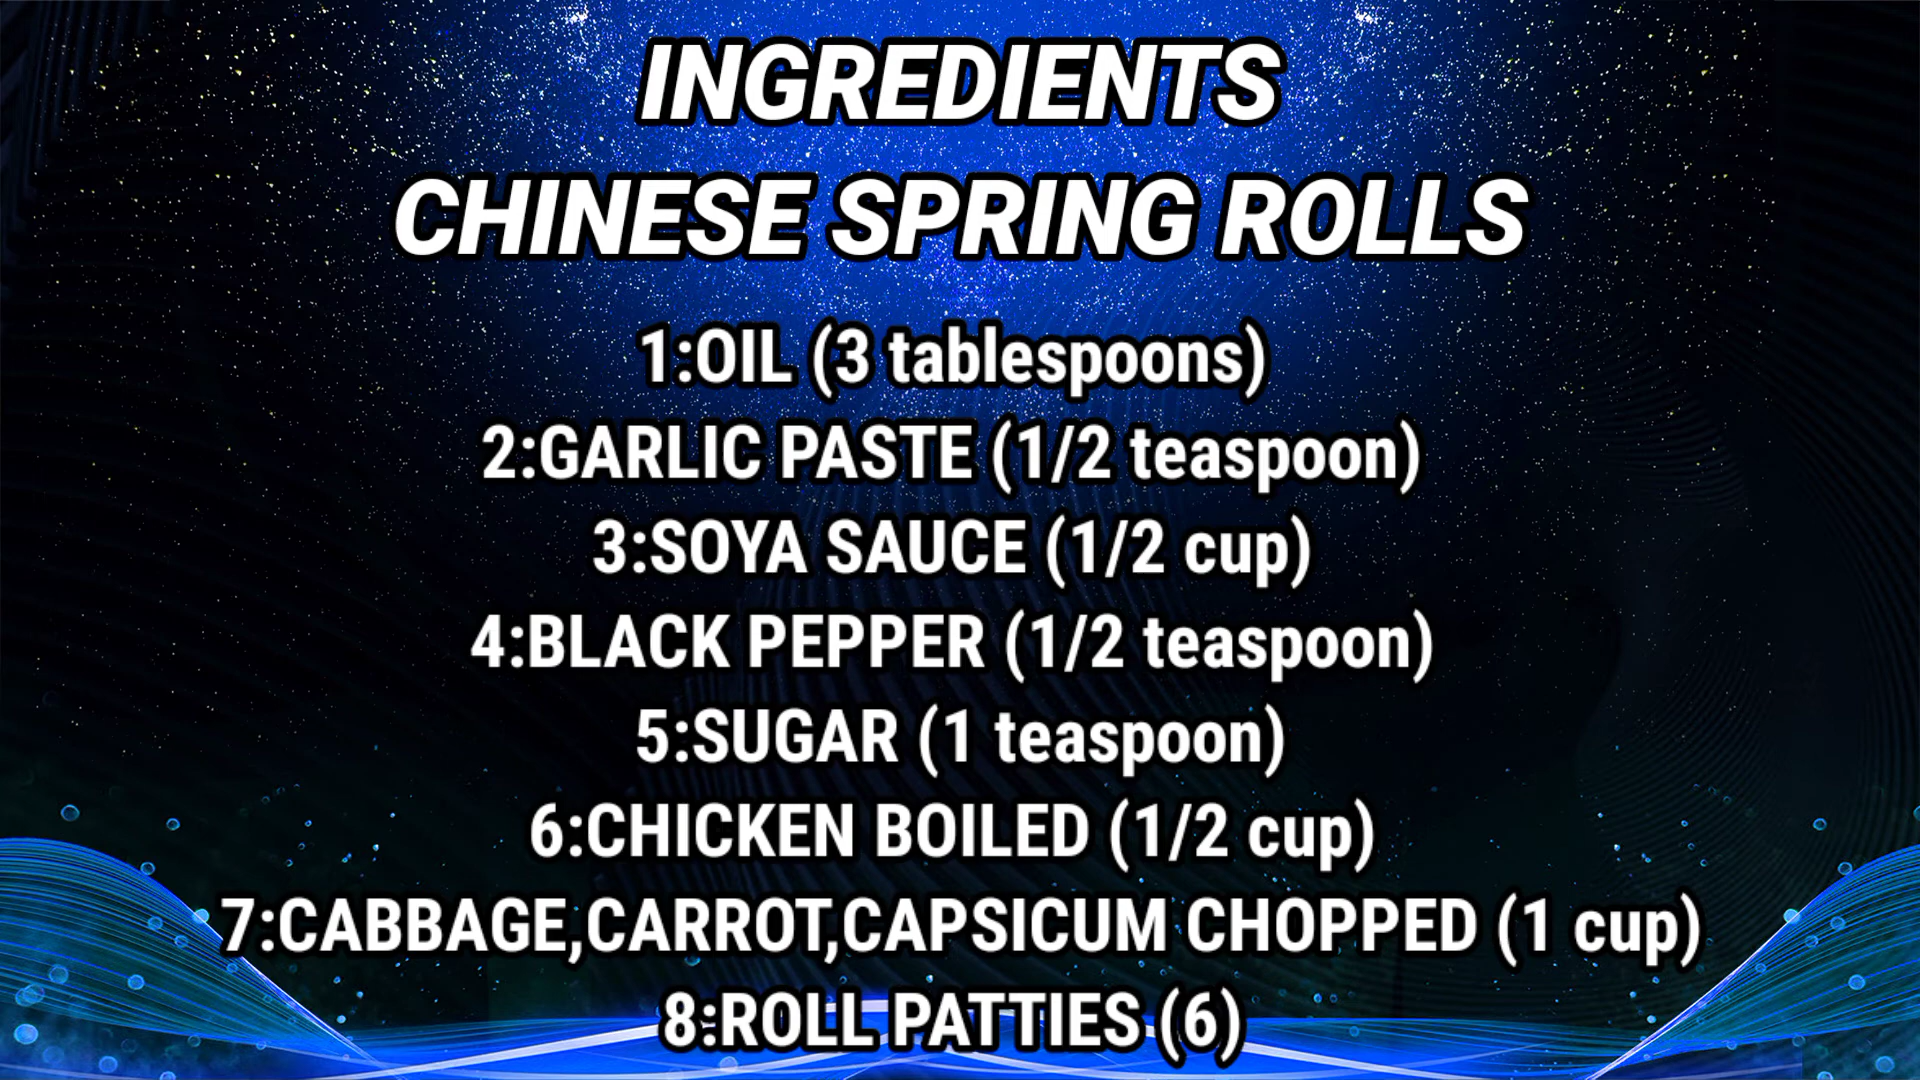 INGREDIENTS
CHINESE SPRING ROLLS
1:OIL (3 tablespoons)
2:GARLIC PASTE (1/2 teaspoon)
3:SOYA SAUCE (1/2 cup)
4:BLACK PEPPER (1/2 teaspoon)
5:SUGAR (1 teaspoon)
6:CHICKEN BOILED (1/2 cup)
7:CABBAGE,CARROT,CAPSICUM CHOPPED (1 cup)
8:ROLL PATTIES (6)